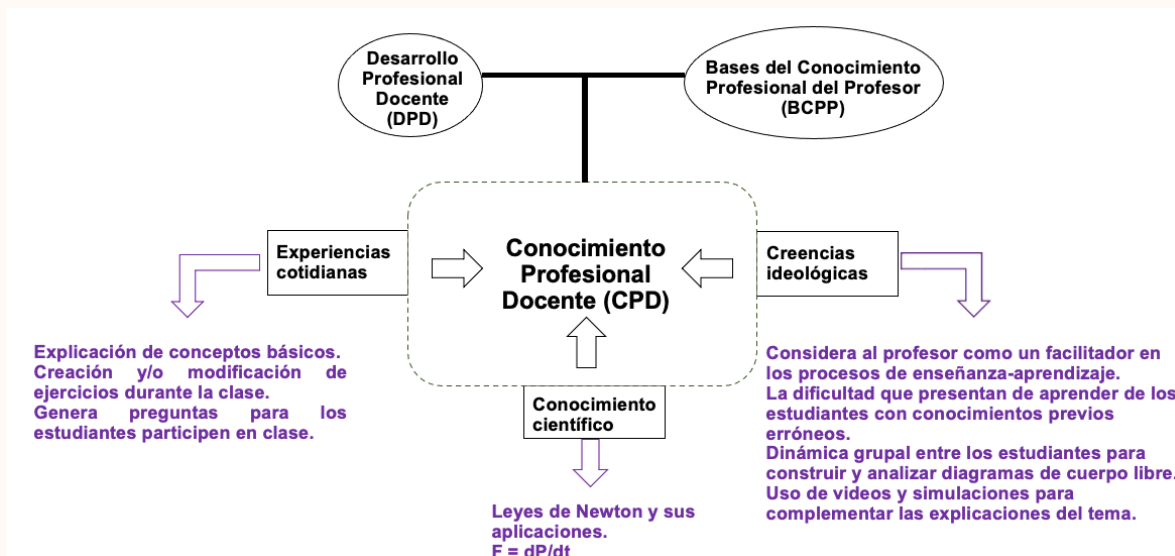 Desarrollo
Profesional
Docente
(DPD)
Bases del Conocimiento
Profesional del Profesor
(BCPP)
Experiencias
cotidianas
Conocimiento
Profesional
Docente (CPD)
Creencias
ideológicas
Explicación de conceptos básicos.
Creación y/o modificación de
ejercicios durante la clase.
Genera preguntas para los
estudiantes participen en clase.
Conocimiento
científico
Considera al profesor como un facilitador en
los procesos de enseñanza-aprendizaje.
La dificultad que presentan de aprender de los
estudiantes con conocimientos previos
erróneos.
Dinámica grupal entre los estudiantes para
construir y analizar diagramas de cuerpo libre.
Uso de videos y simulaciones para
complementar las explicaciones del tema.
Leyes de Newton y sus
aplicaciones.
F = dP/dt